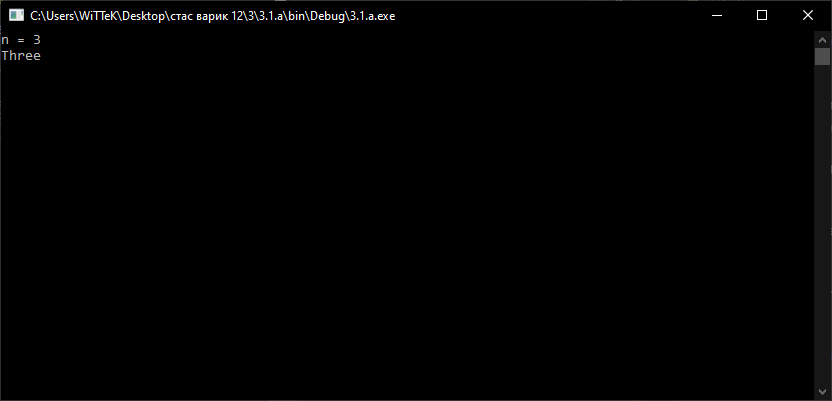 C:\Users\WiTTeK\Desktop\стас варик 12\3\3.1.a\bin\Debug\3.1.a.exe
n = 3
Three